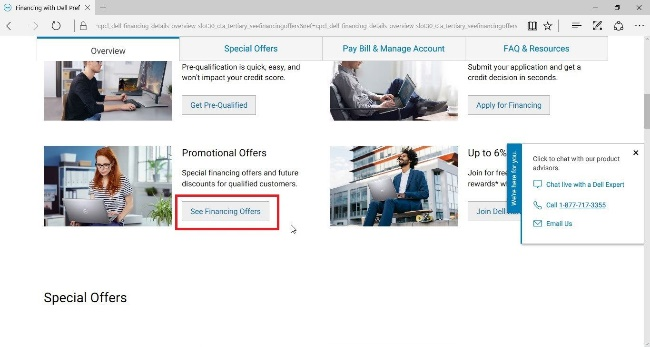 Financing with Dell Pref
Overview
Special Offers
Pay Bill & Manage Account
FAQ & Resources
Pre-qualification is quick, easy, and
won't impact your credit score.
Get Pre-Qualified
Submit your application and get a
credit decision in seconds.
Apply for Financing
Promotional Offers
Special financing offers and future
discounts for qualified customers.
See Financing Offers
Up to 6%
Join for fre
rewards* w
Join Dell
We're here for you.
Click to chat with our product
advisors.
Chat live with a Dell Expert
Call 1-877-717-3355
Email Us
Special Offers